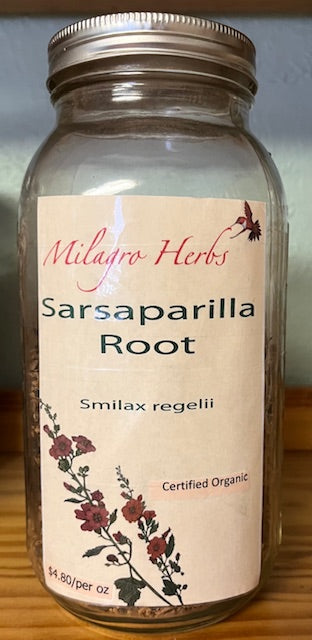 Milagro Herbs
Sarsaparilla
Root
Smilax regelii
Certified Organic
$4.80/per oz